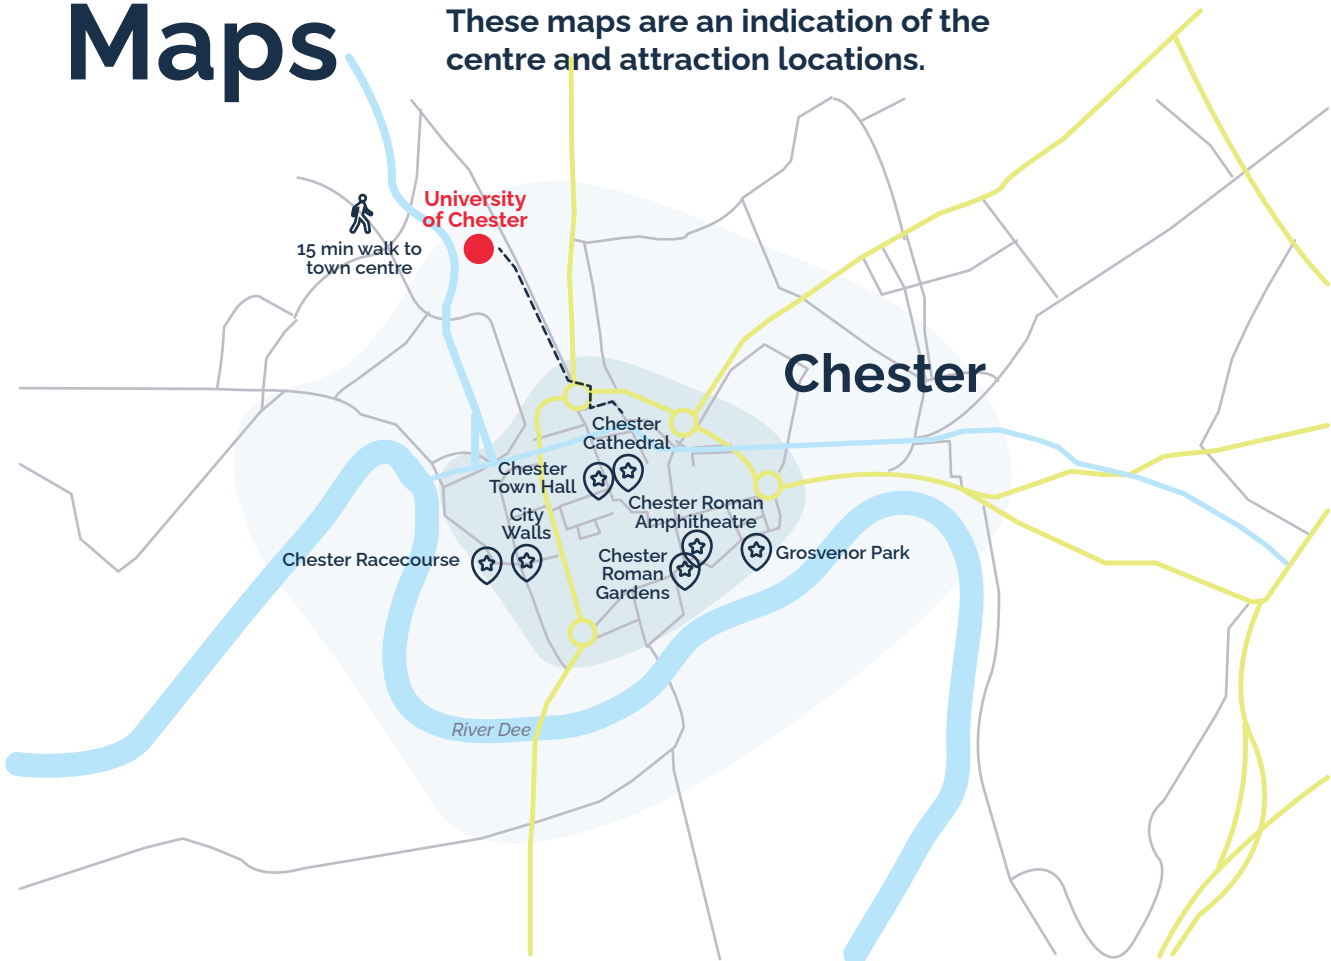 Maps
These maps are an indication of the
centre and attraction locations.
University
of Chester
15 min walk to
town centre
Chester
Chester
Cathedral
Chester
Town Hall
Chester Roman
Amphitheatre
City
Walls
Chester Racecourse
Chester
Roman
Gardens
Grosvenor Park
River Dee